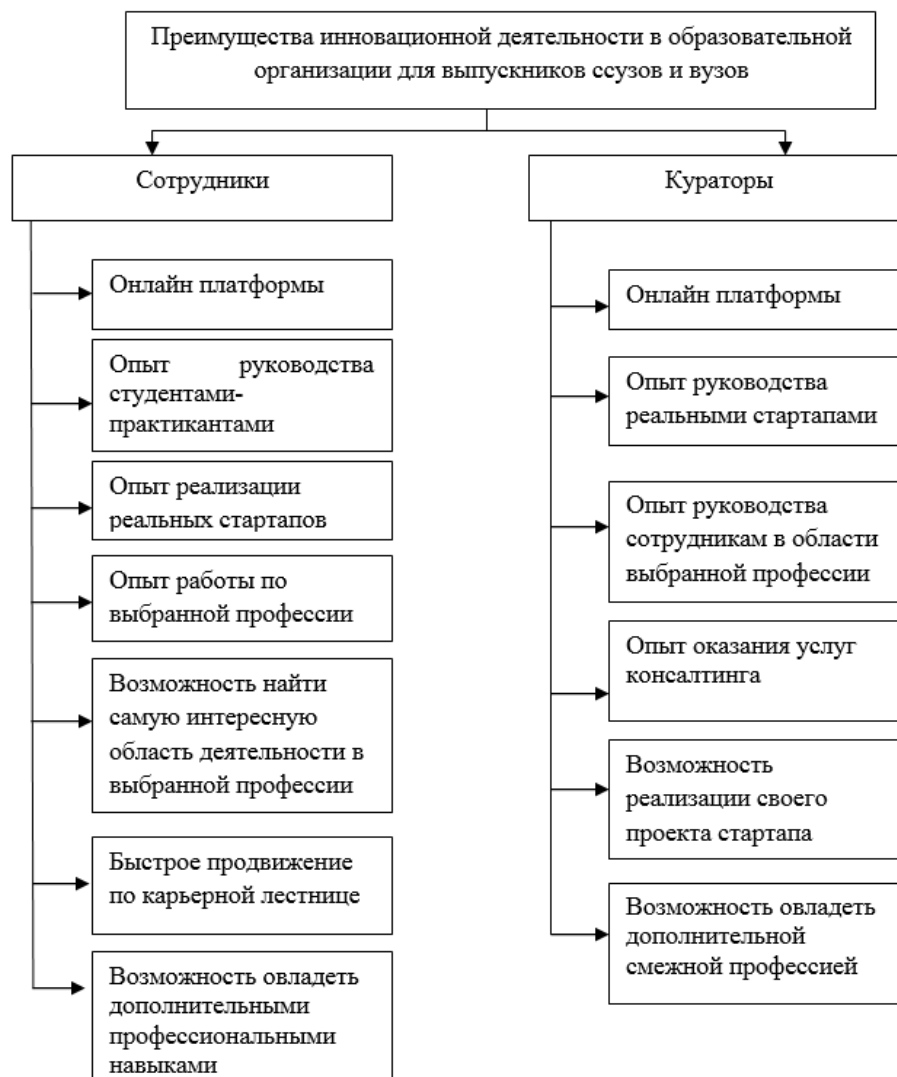 Преимущества инновационной деятельности в образовательной
организации для выпускников ссузов и вузов
Сотрудники
Онлайн платформы
Опыт руководства
студентами-
практикантами
Опыт реализации
реальных стартапов
Опыт работы по
выбранной профессии
Возможность найти
самую интересную
область деятельности в
выбранной профессии
Быстрое продвижение
по карьерной лестнице
Возможность овладеть
дополнительными
профессиональными
навыками
Кураторы
Онлайн платформы
Опыт руководства
реальными стартапами
Опыт руководства
сотрудникам в области
выбранной профессии
Опыт оказания услуг
консалтинга
Возможность
реализации своего
проекта стартапа
Возможность овладеть
дополнительной
смежной профессией